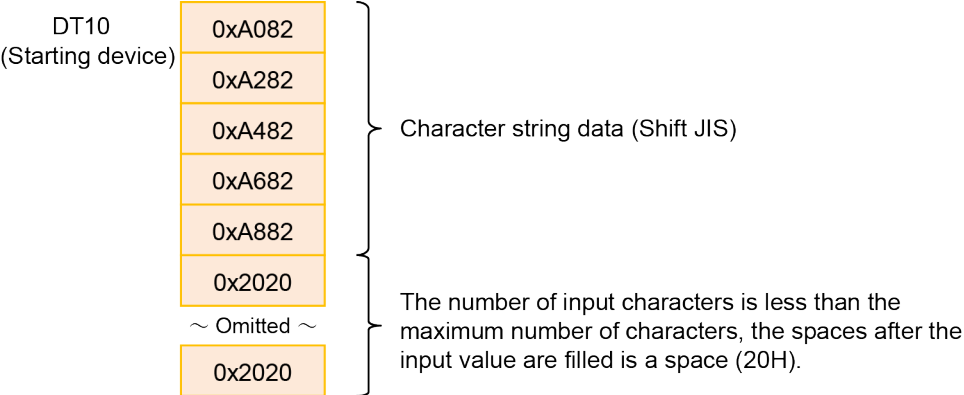 DT10
(Starting device)
0xA082
0xA282
0xA482
0xA682
0xA882
0x2020
～ Omitted ～
0x2020
Character string data (Shift JIS)
The number of input characters is less than the
maximum number of characters, the spaces after the
input value are filled is a space (20H).